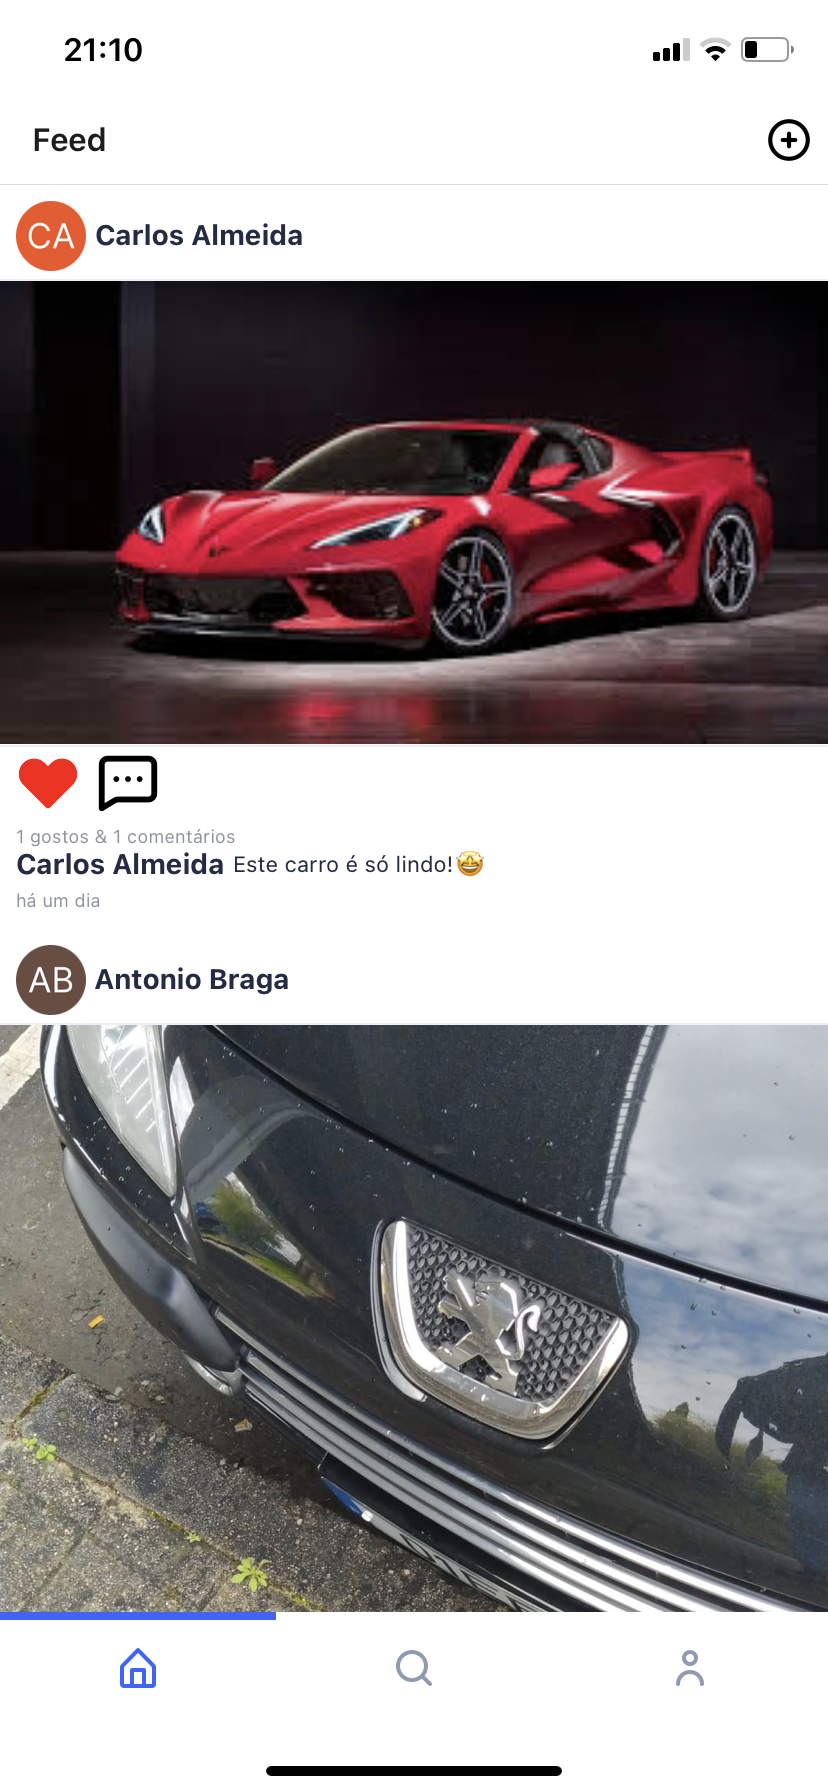 21:10
Feed
CA Carlos Almeida
1 gostos & 1 comentários
Carlos Almeida Este carro é só lindo!🤩
há um dia
AB Antonio Braga